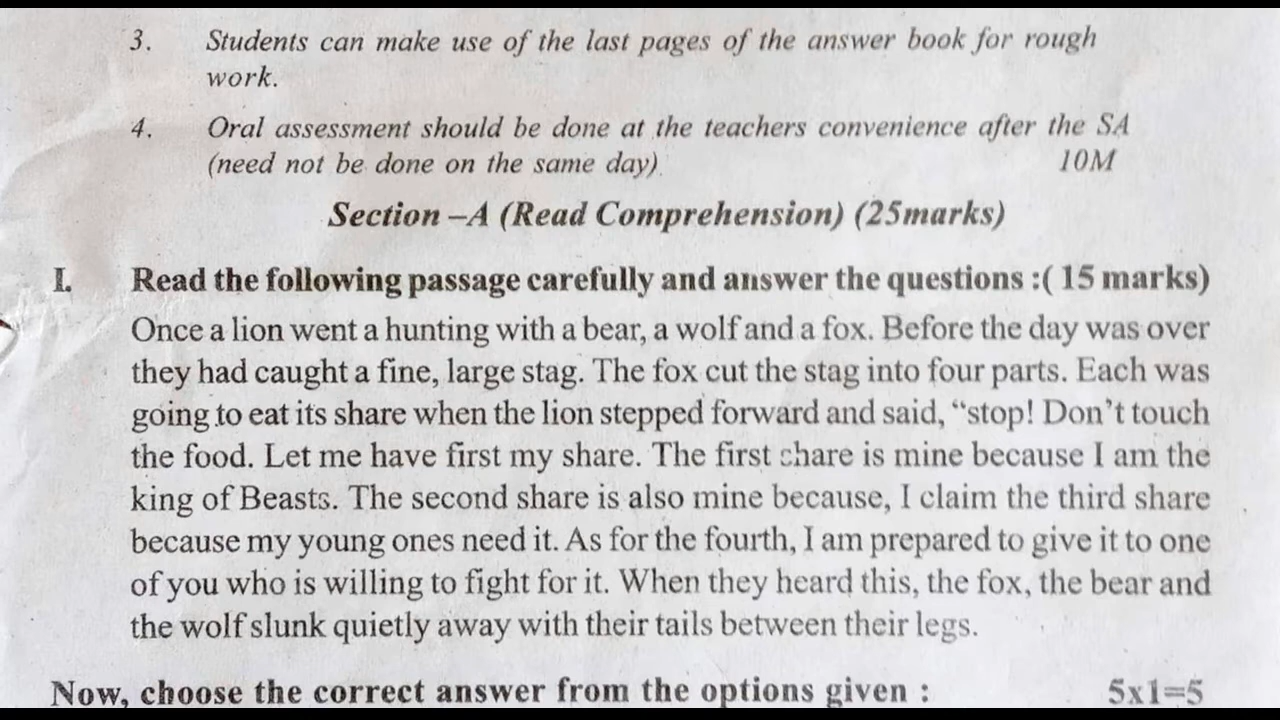 3. Students can make use of the last pages of the answer book for rough
work.
4. Oral assessment should be done at the teachers convenience after the SA
(need not be done on the same day) 10M
Section –A (Read Comprehension) (25marks)
I. Read the following passage carefully and answer the questions :( 15 marks)
Once a lion went a hunting with a bear, a wolf and a fox. Before the day was over
they had caught a fine, large stag. The fox cut the stag into four parts. Each was
going to eat its share when the lion stepped forward and said, “stop! Don’t touch
the food. Let me have first my share. The first share is mine because I am the
king of Beasts. The second share is also mine because, I claim the third share
because my young ones need it. As for the fourth, I am prepared to give it to one
of you who is willing to fight for it. When they heard this, the fox, the bear and
the wolf slunk quietly away with their tails between their legs.
Now, choose the correct answer from the options given : 5x1=5